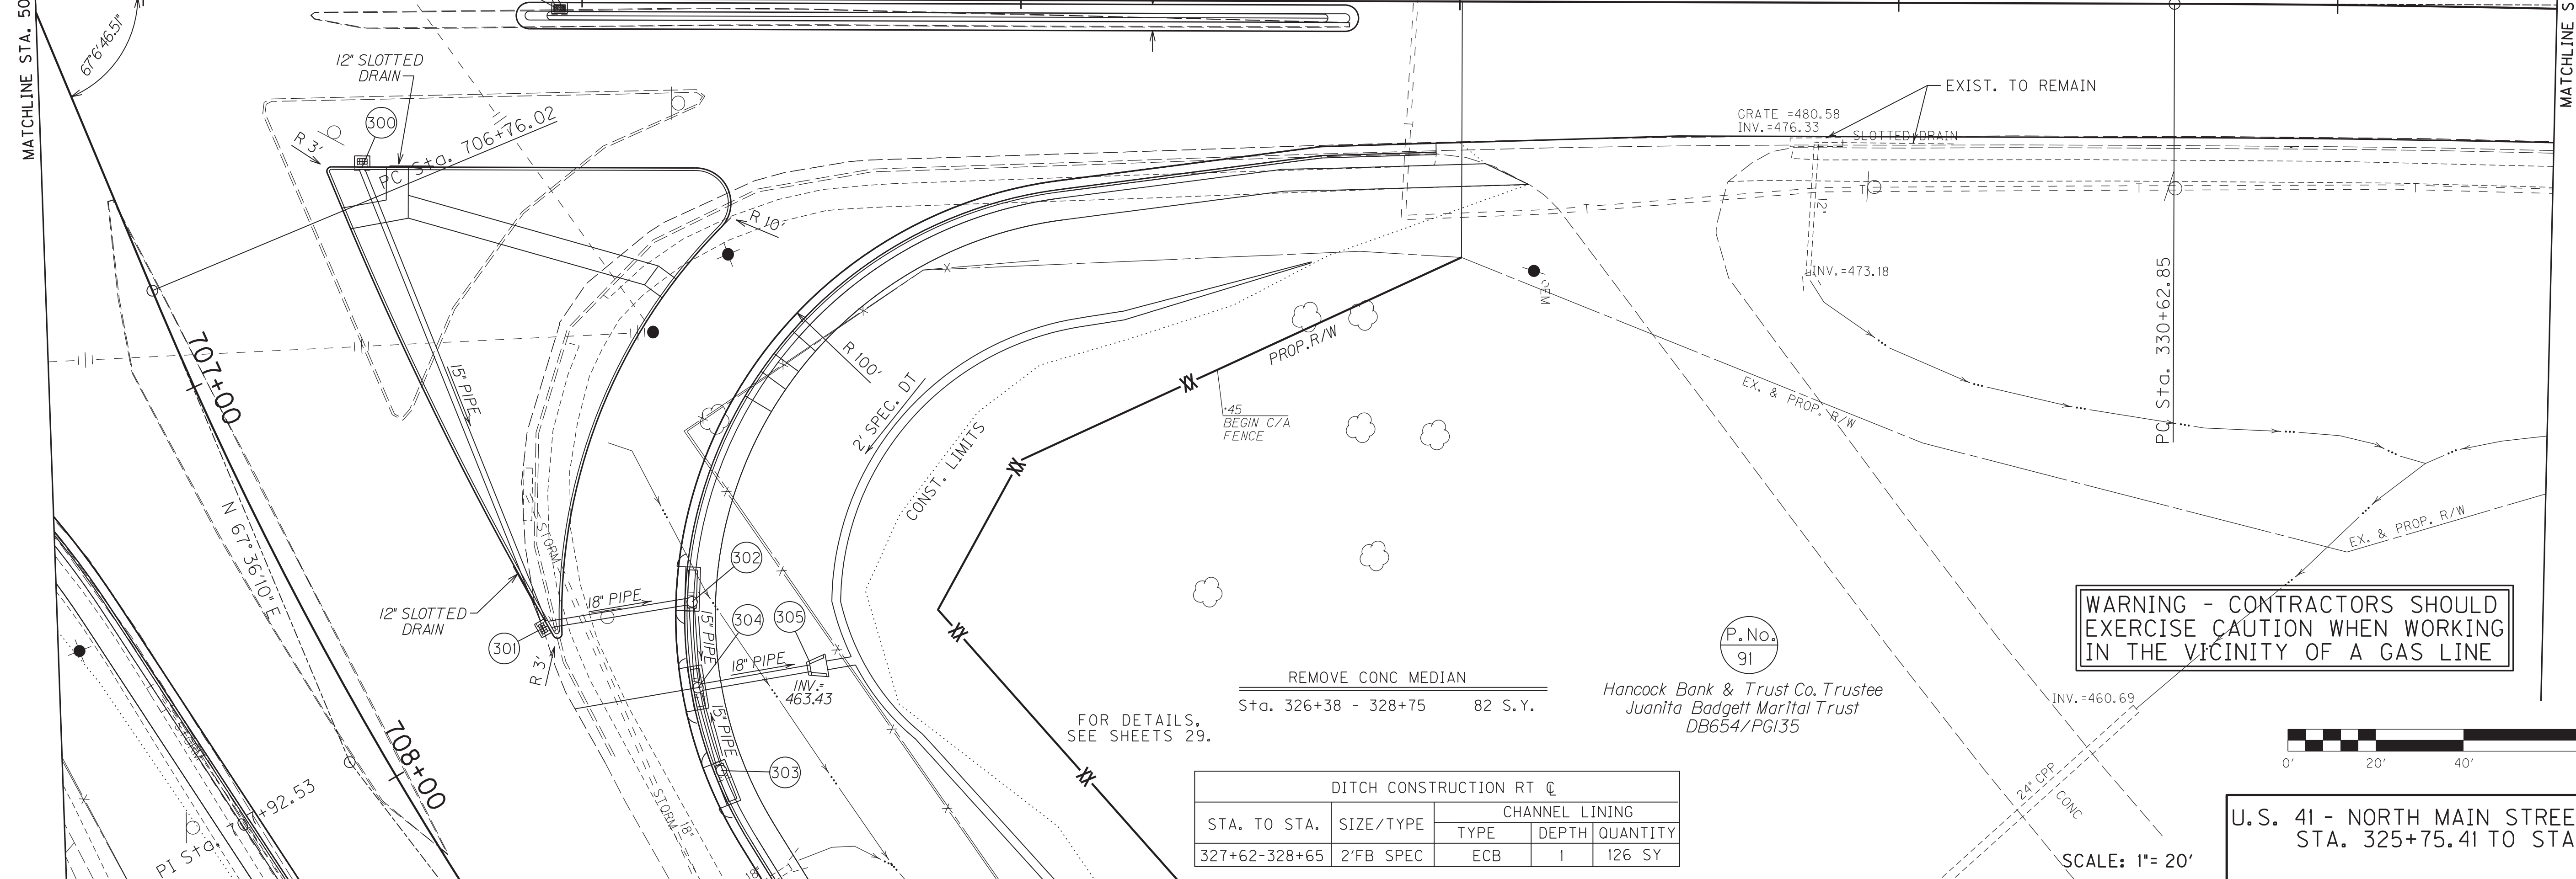 MATCHLINE STA. 50
67°6'46.51"
12" SLOTTED
DRAIN
300
R 3'
PC Sta. 706+76.02
R 10'
EXIST. TO REMAIN
GRATE =480.58
INV.=476.33
SLOTTED DRAIN
MATCHLINE S
T
T
T
T
T
12"
INV.=473.18
EM
PC Sta. 330+62.85
707+00
15" PIPE
R 100'
PROP.R/W
2' SPEC. DT
CONST. LIMITS
+45
BEGIN C/A
FENCE
EX. & PROP. R/W
EX. & PROP. R/W
N 67°36'10" E
STORM
302
18" PIPE
12" SLOTTED
DRAIN
301
R 3'
15" PIPE
304
305
18" PIPE
INV.=
463.43
15" PIPE
303
STORM
18"
18"
708+00
STORM
+92.53
PI Sta.
FOR DETAILS,
SEE SHEETS 29.
REMOVE CONC MEDIAN
Sta. 326+38 - 328+75 82 S.Y.
P.No.
91
Hancock Bank & Trust Co. Trustee
Juanita Badgett Marital Trust
DB654/PG135
WARNING - CONTRACTORS SHOULD
EXERCISE CAUTION WHEN WORKING
IN THE VICINITY OF A GAS LINE
INV.=460.69
24" CPP
CONC
0' 20' 40'
DITCH CONSTRUCTION RT ℄
STA. TO STA. SIZE/TYPE CHANNEL LINING
TYPE DEPTH QUANTITY
327+62-328+65 2'FB SPEC ECB 1 126 SY
U.S. 41 - NORTH MAIN STREE
STA. 325+75.41 TO STA
SCALE: 1"= 20'